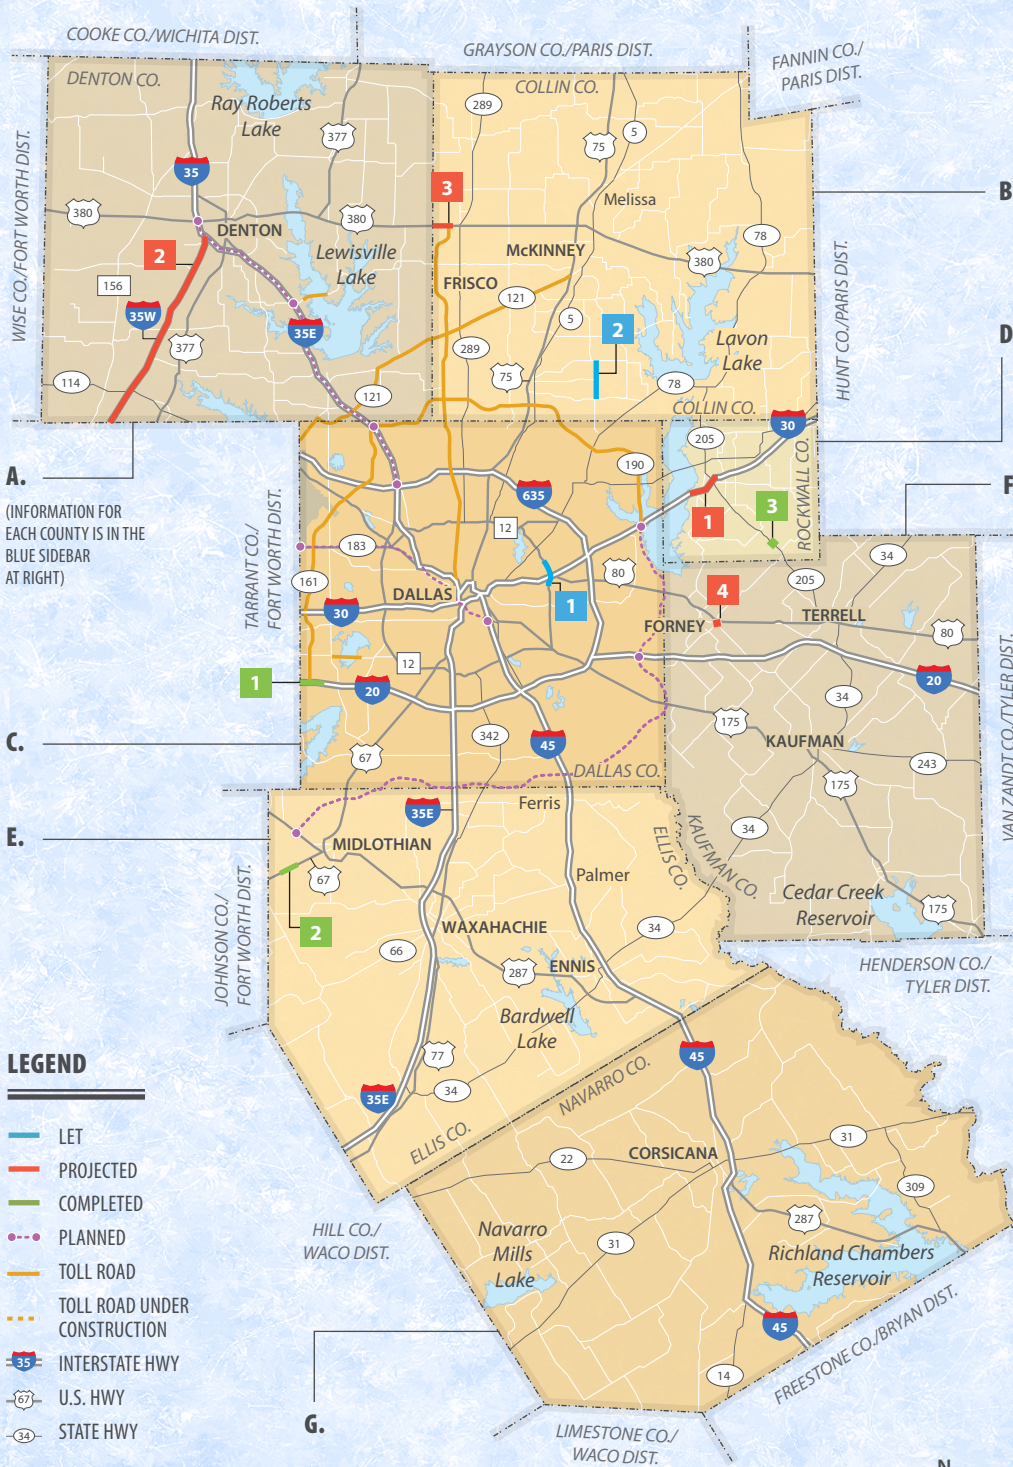 COOKE CO./WICHITA DIST.
GRAYSON CO./PARIS DIST.
FANNIN CO./
PARIS DIST.
DENTON CO.
COLLIN CO.
Ray Roberts
Lake
289
377
5
75
35
Melissa
3
B.
380
380
DENTON
78
McKINNEY
380
2
Lewisville
Lake
FRISCO
156
121
WISE CO./FORT WORTH DIST.
HUNT CO./PARIS DIST.
35W
35E
5
2
377
289
Lavon
Lake
D.
75
78
114
121
COLLIN CO.
30
205
A.
(INFORMATION FOR
EACH COUNTY IS IN THE
BLUE SIDEBAR
AT RIGHT)
190
635
ROCKWALL CO.
F.
TARRANT CO./
FORT WORTH DIST.
12
1
3
183
34
161
80
205
DALLAS
1
4
30
FORNEY
TERRELL
80
12
1
20
20
34
175
C.
342
45
KAUFMAN
67
243
DALLAS CO.
175
VAN ZANDT CO./TYLER DIST.
35E
Ferris
E.
MIDLOTHIAN
34
ELLIS CO.
KAUFMAN CO.
67
Palmer
Cedar Creek
Reservoir
175
JOHNSON CO./
FORT WORTH DIST.
2
WAXAHACHIE
34
66
287
ENNIS
HENDERSON CO./
TYLER DIST.
Bardwell
Lake
LEGEND
77
45
34
35E
NAVARRO CO.
ELLIS CO.
LET
PROJECTED
COMPLETED
PLANNED
TOLL ROAD
TOLL ROAD UNDER
CONSTRUCTION
35
INTERSTATE HWY
67
U.S. HWY
34
STATE HWY
31
CORSICANA
22
309
HILL CO./
WACO DIST.
Navarro
Mills
Lake
287
31
Richland Chambers
Reservoir
45
FREESTONE CO./BRYAN DIST.
14
G.
LIMESTONE CO./
WACO DIST.
N